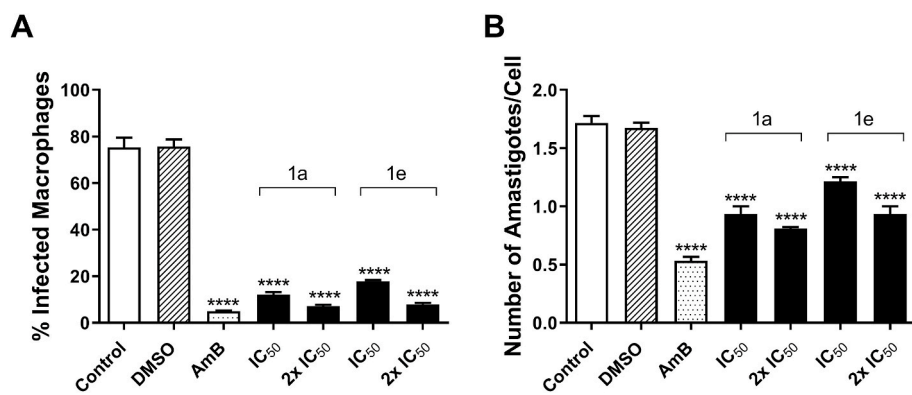 A
% Infected Macrophages
100
80
60
40
20
0
1a
1e
****
****
****
****
****
Control
DMSO
AmB
IC₅₀
2x IC₅₀
IC₅₀
2x IC₅₀
B
Number of Amastigotes/Cell
2.0
1.5
1.0
0.5
0.0
1a
1e
****
****
****
****
****
Control
DMSO
AmB
IC₅₀
2x IC₅₀
IC₅₀
2x IC₅₀